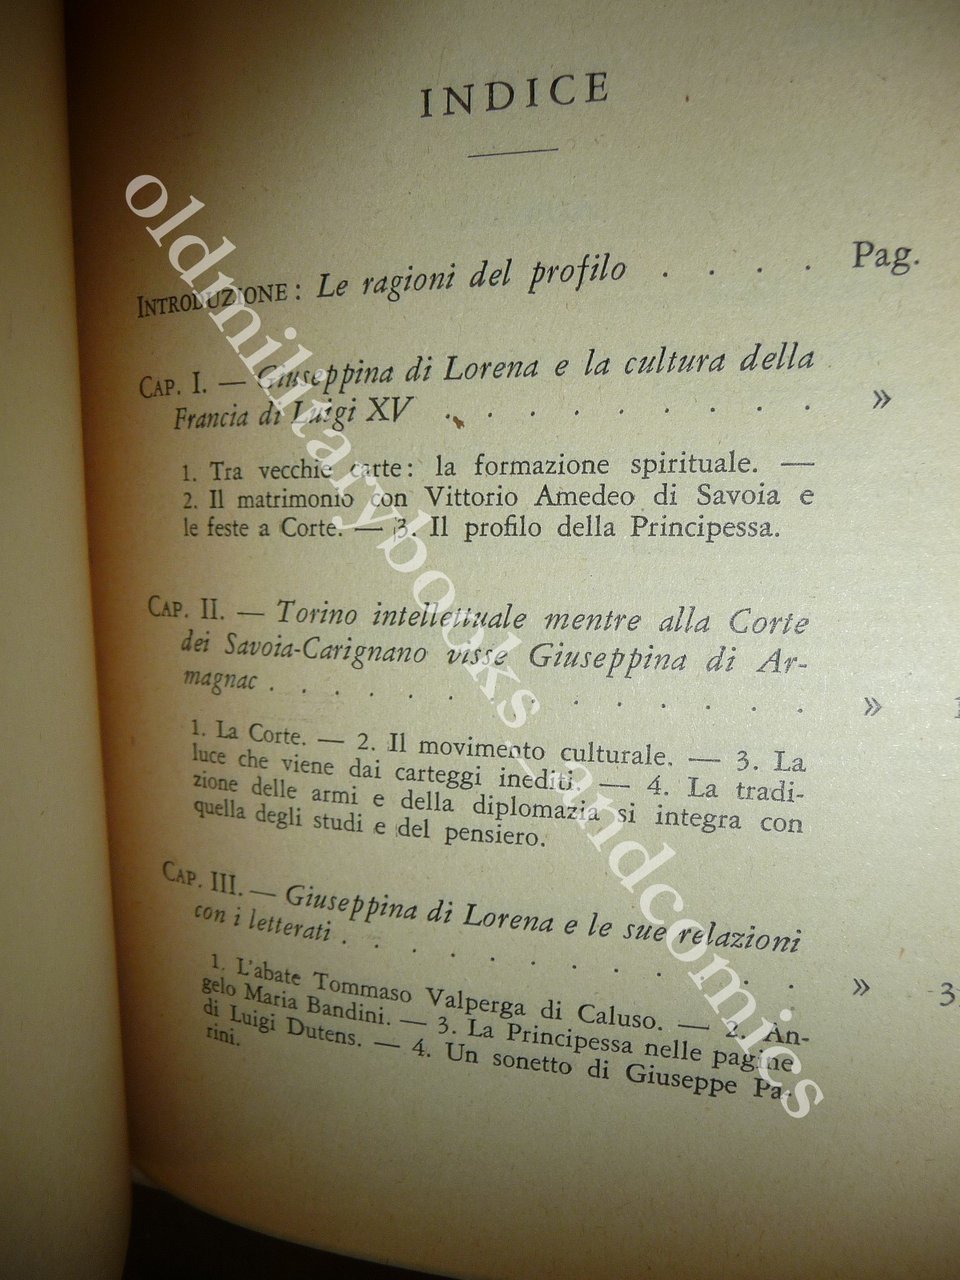 INDICE
INTRODUZIONE: Le ragioni del profilo . . . . Pag.
CAP. I. — Giuseppina di Lorena e la cultura della
Francia di Luigi XV . . . . . . . . . »
1. Tra vecchie carte: la formazione spirituale. —
2. Il matrimonio con Vittorio Amedeo di Savoia e
le feste a Corte. — 3. Il profilo della Principessa.
CAP. II. — Torino intellettuale mentre alla Corte
dei Savoia-Carignano visse Giuseppina di Ar-
magnac . . . . . . . . . . . . . »
1. La Corte. — 2. Il movimento culturale. — 3. La
luce che viene dai carteggi inediti. — 4. La tradi-
zione delle armi e della diplomazia si integra con
quella degli studi e del pensiero.
CAP. III. — Giuseppina di Lorena e le sue relazioni
con i letterati . . . . . . . . . . . »
1. L'abate Tommaso Valperga di Caluso. — 2. An-
gelo Maria Bandini. — 3. La Principessa nelle pagine
di Luigi Dutens. — 4. Un sonetto di Giuseppe Pa-
rini.
oldmilitarybooks_andcomics